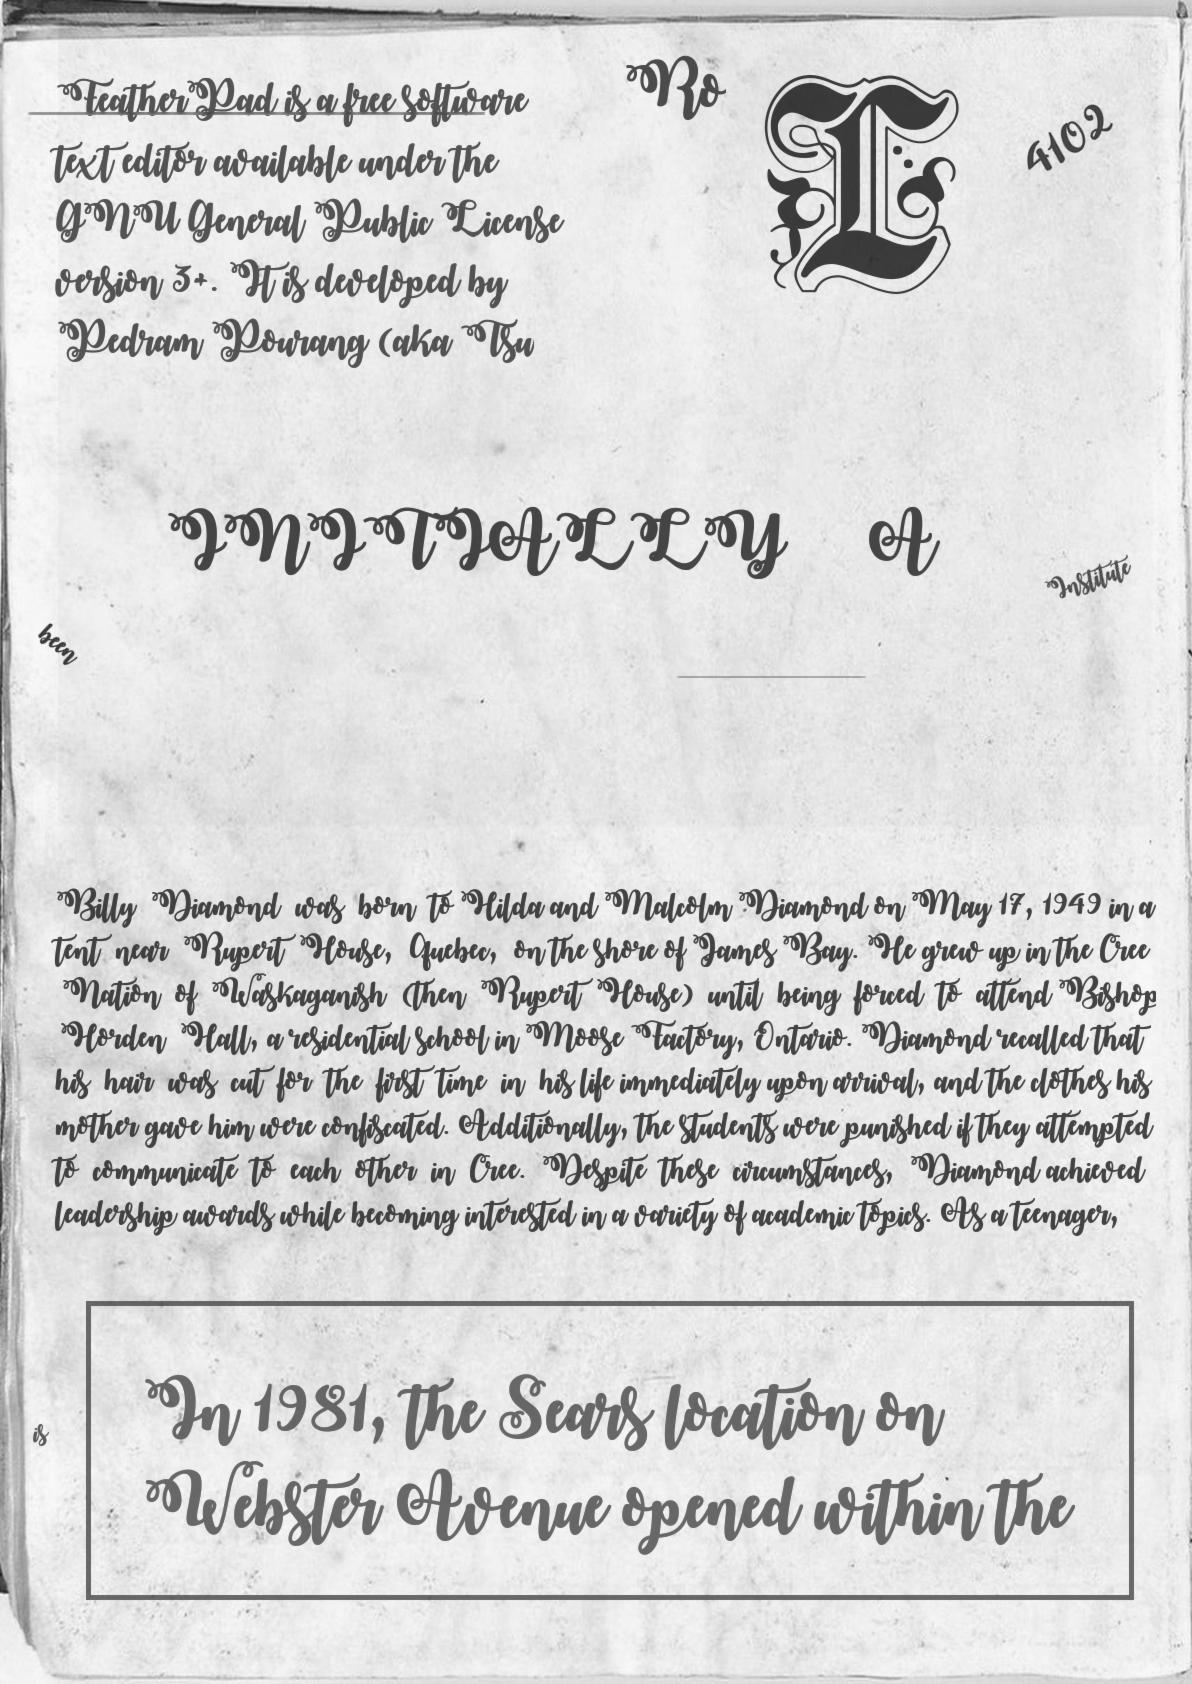 FeatherPad is a free software
text editor available under the
GNU General Public License
version 3+. It is developed by
Pedram Pourang (aka Tsu
Ro
I
4102
INITIALLY A
Institute
been
Billy Diamond was born to Hilda and Malcolm Diamond on May 17, 1949 in a
tent near Rupert House, Quebec, on the shore of James Bay. He grew up in the Cree
Nation of Waskaganish (then Rupert House) until being forced to attend Bishop
Horden Hall, a residential school in Moose Factory, Ontario. Diamond recalled that
his hair was cut for the first time in his life immediately upon arrival, and the clothes his
mother gave him were confiscated. Additionally, the students were punished if they attempted
to communicate to each other in Cree. Despite these circumstances, Diamond achieved
leadership awards while becoming interested in a variety of academic topics. As a teenager,
In 1981, the Sears location on
is
Webster Avenue opened within the